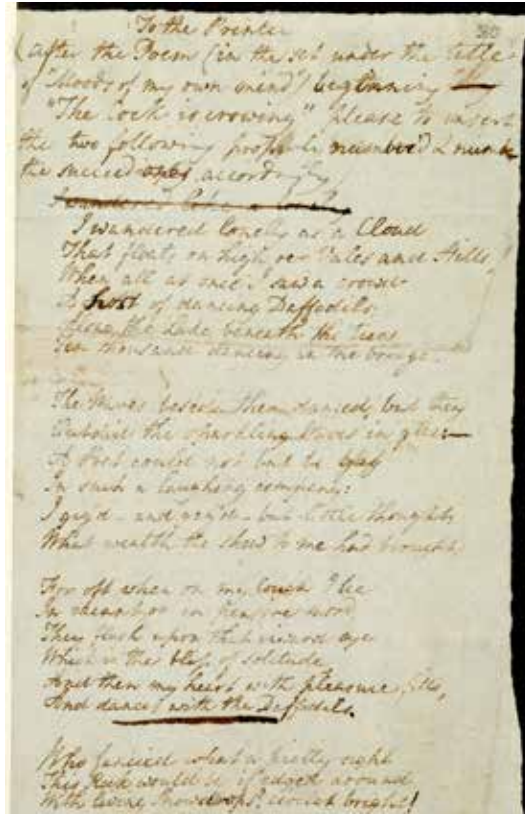 To the Printer
(after the Poem (in the set under the title
of "Moods of my own mind") beginning
"The Cock is crowing" please to insert
the two following properly number'd & number
the succeeding accordingly
I wandered like a
I wandered lonely as a Cloud
That floats on high o'er Vales and Hills
When all at once I saw a crowd
A host of dancing Daffodils
Along the Lake, beneath the trees
Ten thousand dancing in the breeze.
The Waves beside them danced, but they
Outdid the sparkling Waves in glee:—
A Poet could not but be gay
In such a laughing company:
I gaz'd – and gaz'd – but little thought
What wealth the shew to me had brought
For oft when on my Couch I lie
In vacant or in pensive mood
They flash upon that inward eye
Which is the bliss of solitude
And then my heart with pleasure fills,
And dances with the Daffodils.
Who fancied what a pretty sight
This Rock would be if edged around
With living Snowdrops? circlet bright!